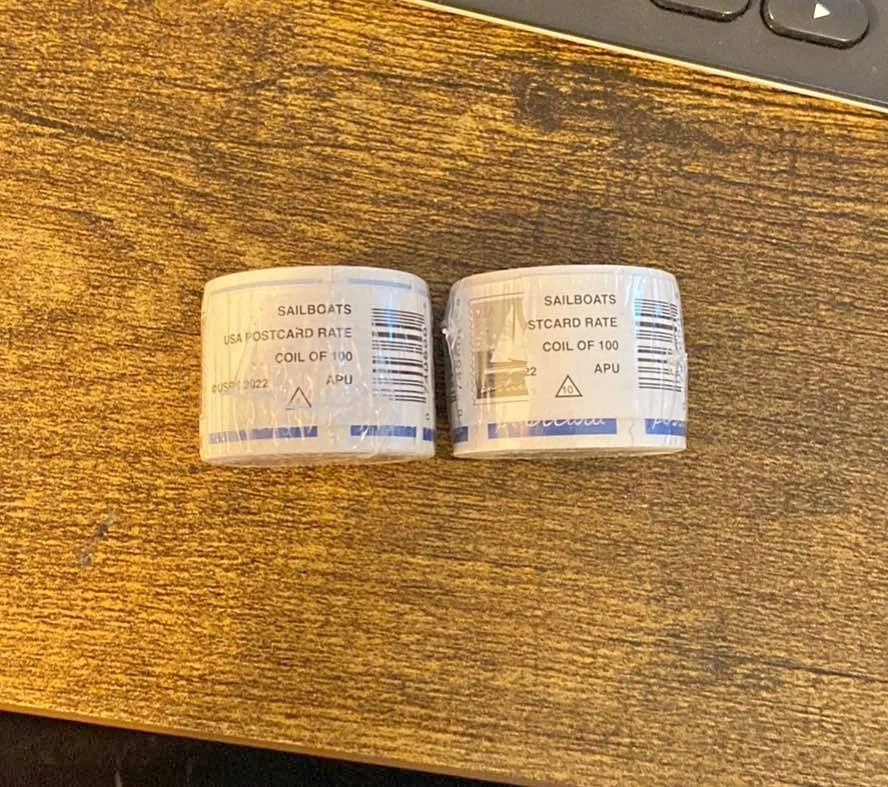 SAILBOATS
USA POSTCARD RATE
COIL OF 100
©USPS 2022 APU
SAILBOATS
STCARD RATE
COIL OF 100
22 APU
10
postcard